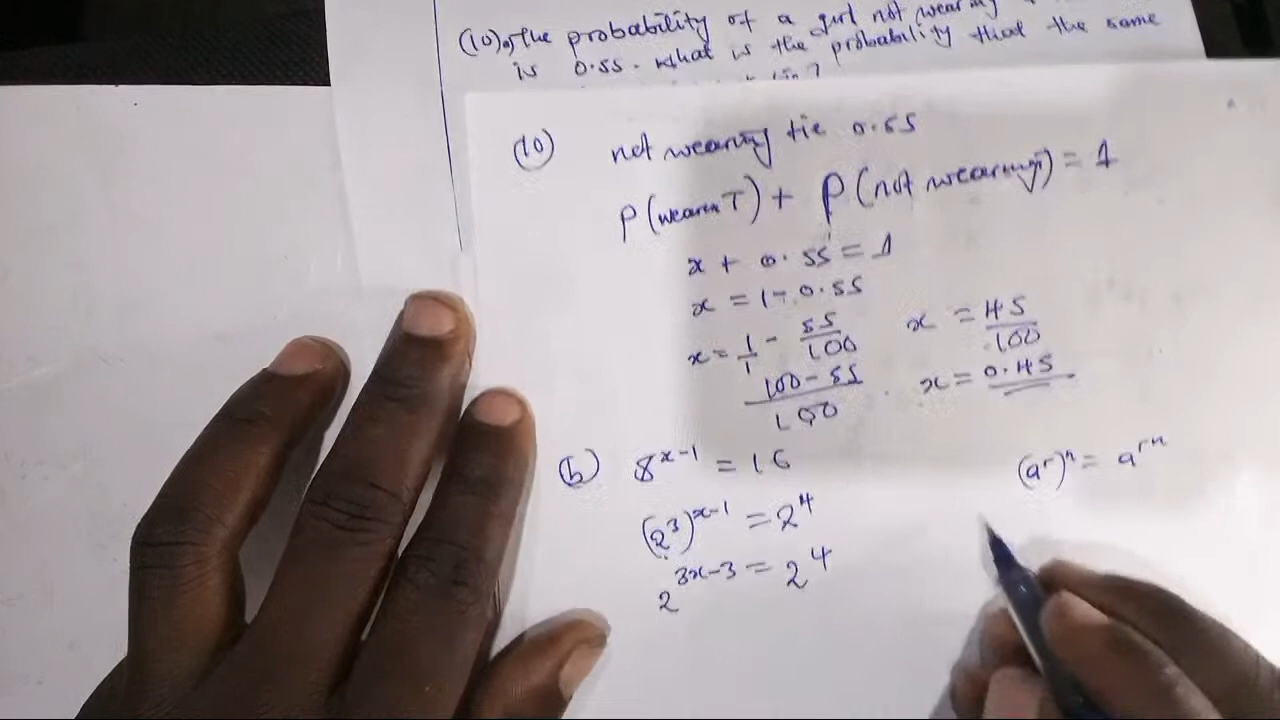 (10) a) The probability of a girl not wearing
is 0.55. what is the probability that the same
(10) not wearing tie 0.55
P(wearin T) + P(not wearing) = 1
x + 0.55 = 1
x = 1 - 0.55
x = 1/1 - 55/100
100 - 55/100
x = 45/100
x = 0.45
(b) 8^(x-1) = 16
(a^r)^n = a^(rn)
(2^3)^(x-1) = 2^4
2^(3x-3) = 2^4